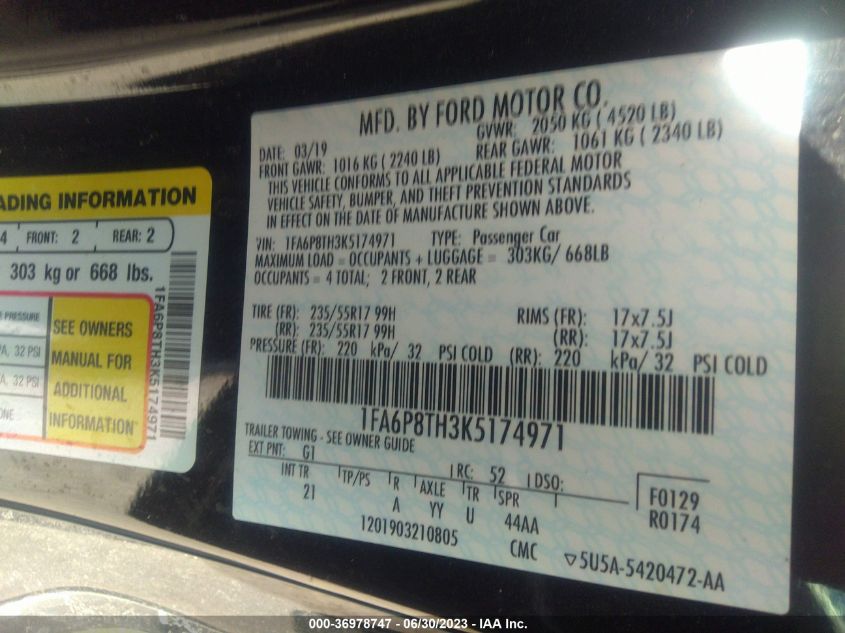 MFD. BY FORD MOTOR CO.
DATE: 03/19 GVWR: 2050 KG ( 4520 LB)
FRONT GAWR: 1016 KG ( 2240 LB) REAR GAWR: 1061 KG ( 2340 LB)
THIS VEHICLE CONFORMS TO ALL APPLICABLE FEDERAL MOTOR
VEHICLE SAFETY, BUMPER, AND THEFT PREVENTION STANDARDS
IN EFFECT ON THE DATE OF MANUFACTURE SHOWN ABOVE.
VIN: 1FA6P8TH3K5174971 TYPE: Passenger Car
MAXIMUM LOAD = OCCUPANTS + LUGGAGE = 303KG/ 668LB
OCCUPANTS = 4 TOTAL; 2 FRONT, 2 REAR
TIRE (FR): 235/55R17 99H RIMS (FR): 17x7.5J
(RR): 235/55R17 99H (RR): 17x7.5J
PRESSURE (FR): 220 kPa/ 32 PSI COLD (RR): 220 kPa/ 32 PSI COLD
1FA6P8TH3K5174971
TRAILER TOWING - SEE OWNER GUIDE
EXT PNT: G1 RC: 52 DSO:
INT TR TP/PS R AXLE TR SPR
21 A YY U 44AA
F0129
R0174
1201903210805 CMC 5U5A-5420472-AA
ADING INFORMATION
4 FRONT: 2 REAR: 2
303 kg or 668 lbs.
PRESSURE
32 PSI
32 PSI
SEE OWNERS
MANUAL FOR
ADDITIONAL
INFORMATION
1FA6P8TH3K5174971
000-36978747 - 06/30/2023 - IAA Inc.